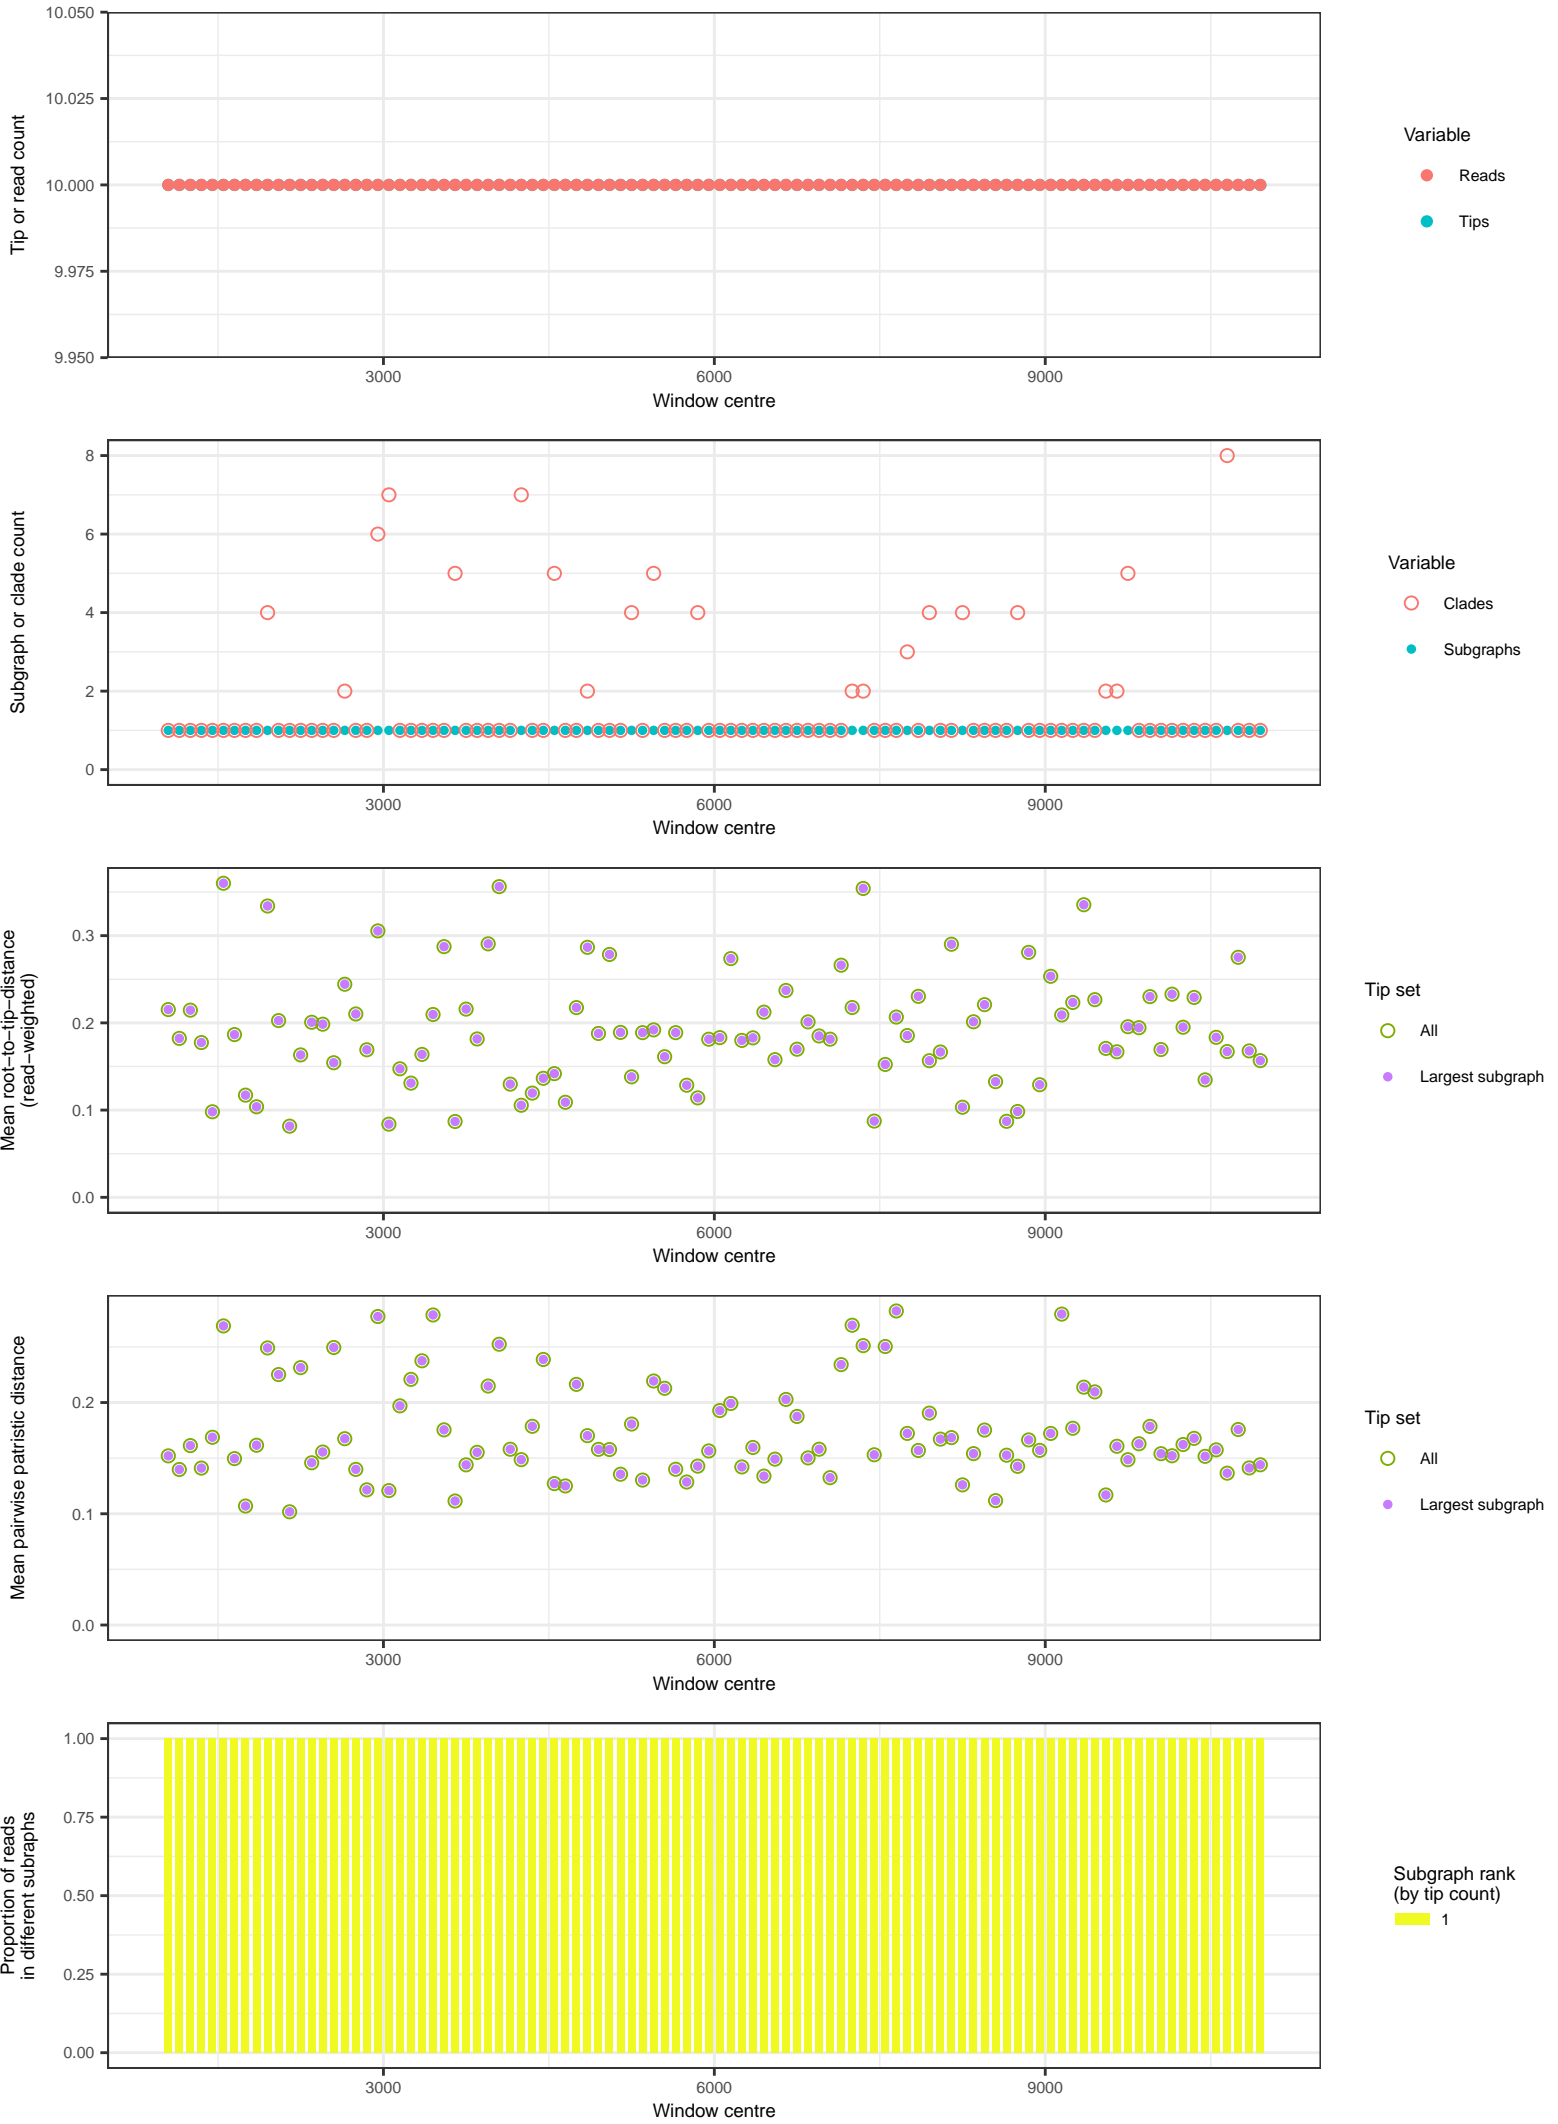 10.050
10.025
10.000
9.975
9.950
Tip or read count
3000 6000 9000
Window centre
Variable
Reads
Tips
8
6
4
2
0
Subgraph or clade count
3000 6000 9000
Window centre
Variable
Clades
Subgraphs
0.3
0.2
0.1
0.0
Mean root−to−tip−distance
(read−weighted)
3000 6000 9000
Window centre
Tip set
All
Largest subgraph
0.2
0.1
0.0
Mean pairwise patristic distance
3000 6000 9000
Window centre
Tip set
All
Largest subgraph
1.00
0.75
0.50
0.25
0.00
Proportion of reads
in different subraphs
3000 6000 9000
Window centre
Subgraph rank
(by tip count)
1